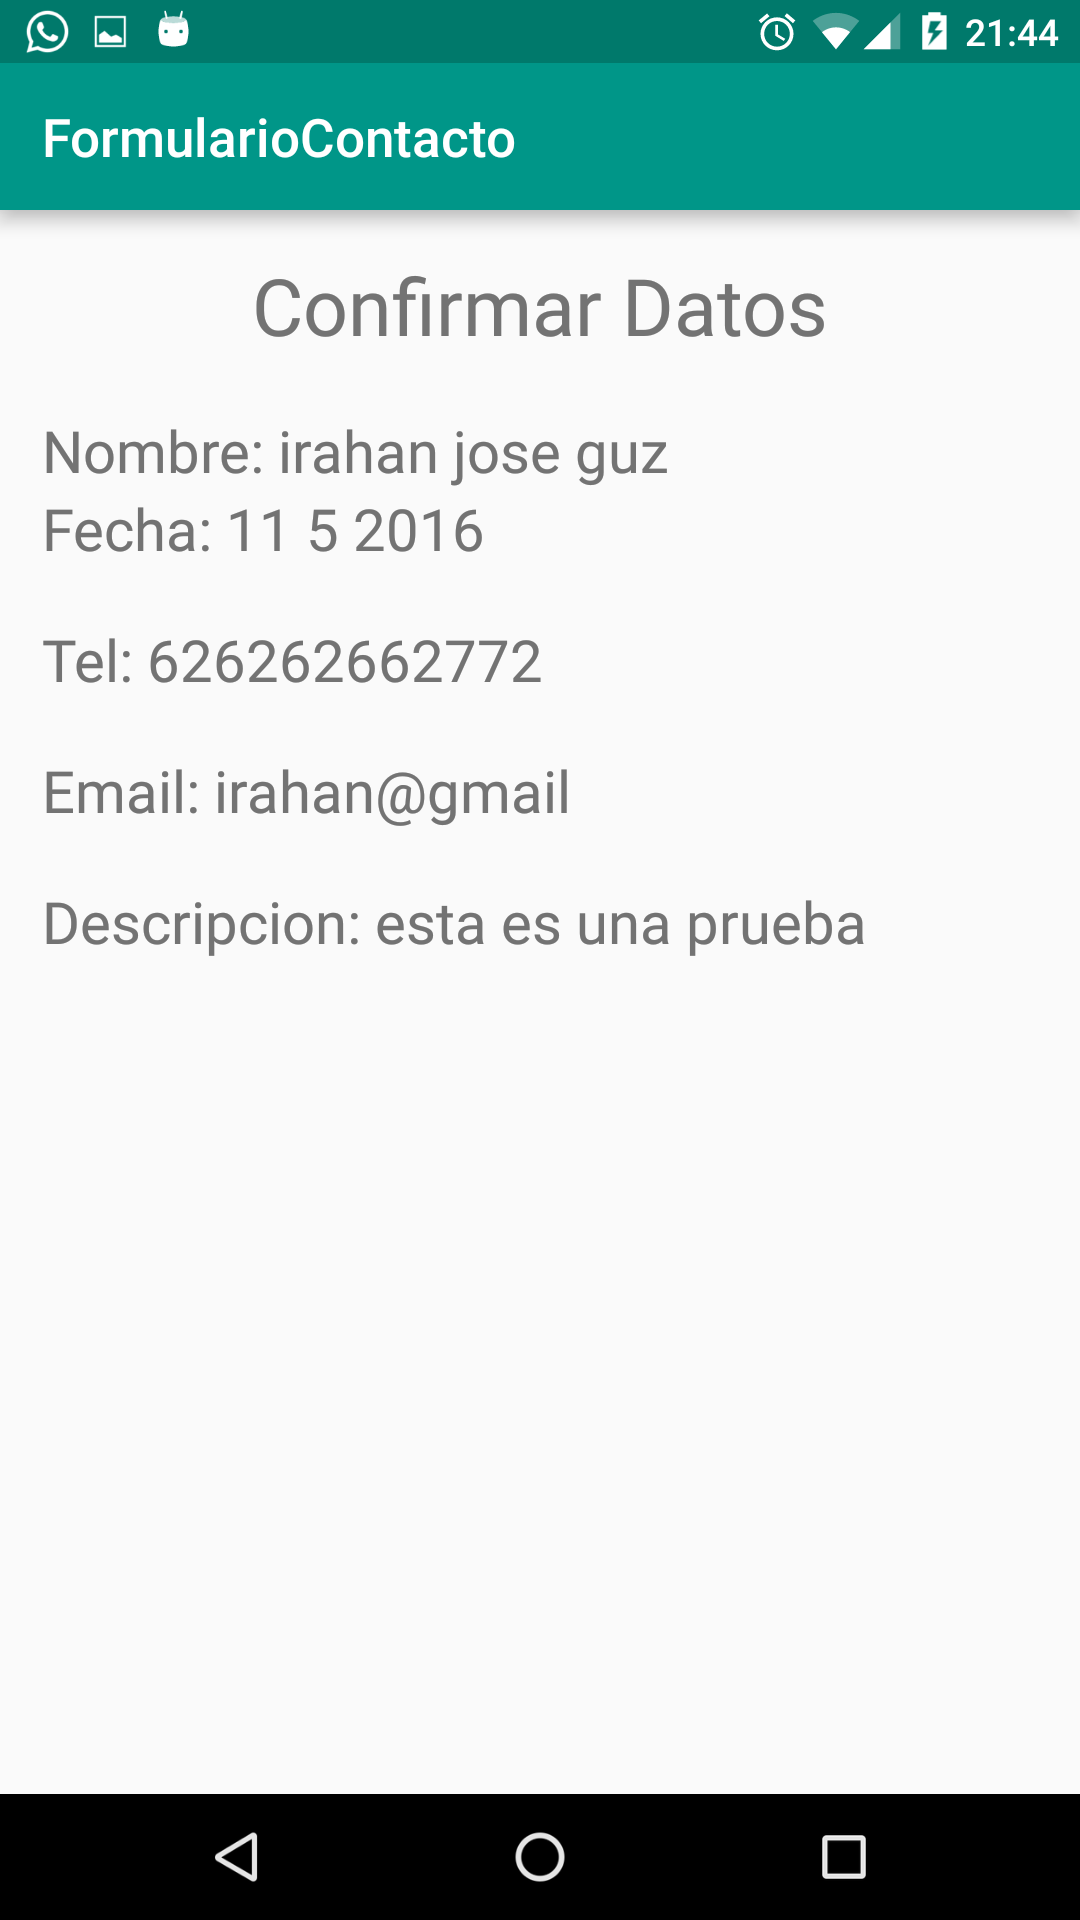 21:44
FormularioContacto
Confirmar Datos
Nombre: irahan jose guz
Fecha: 11 5 2016
Tel: 626262662772
Email: irahan@gmail
Descripcion: esta es una prueba